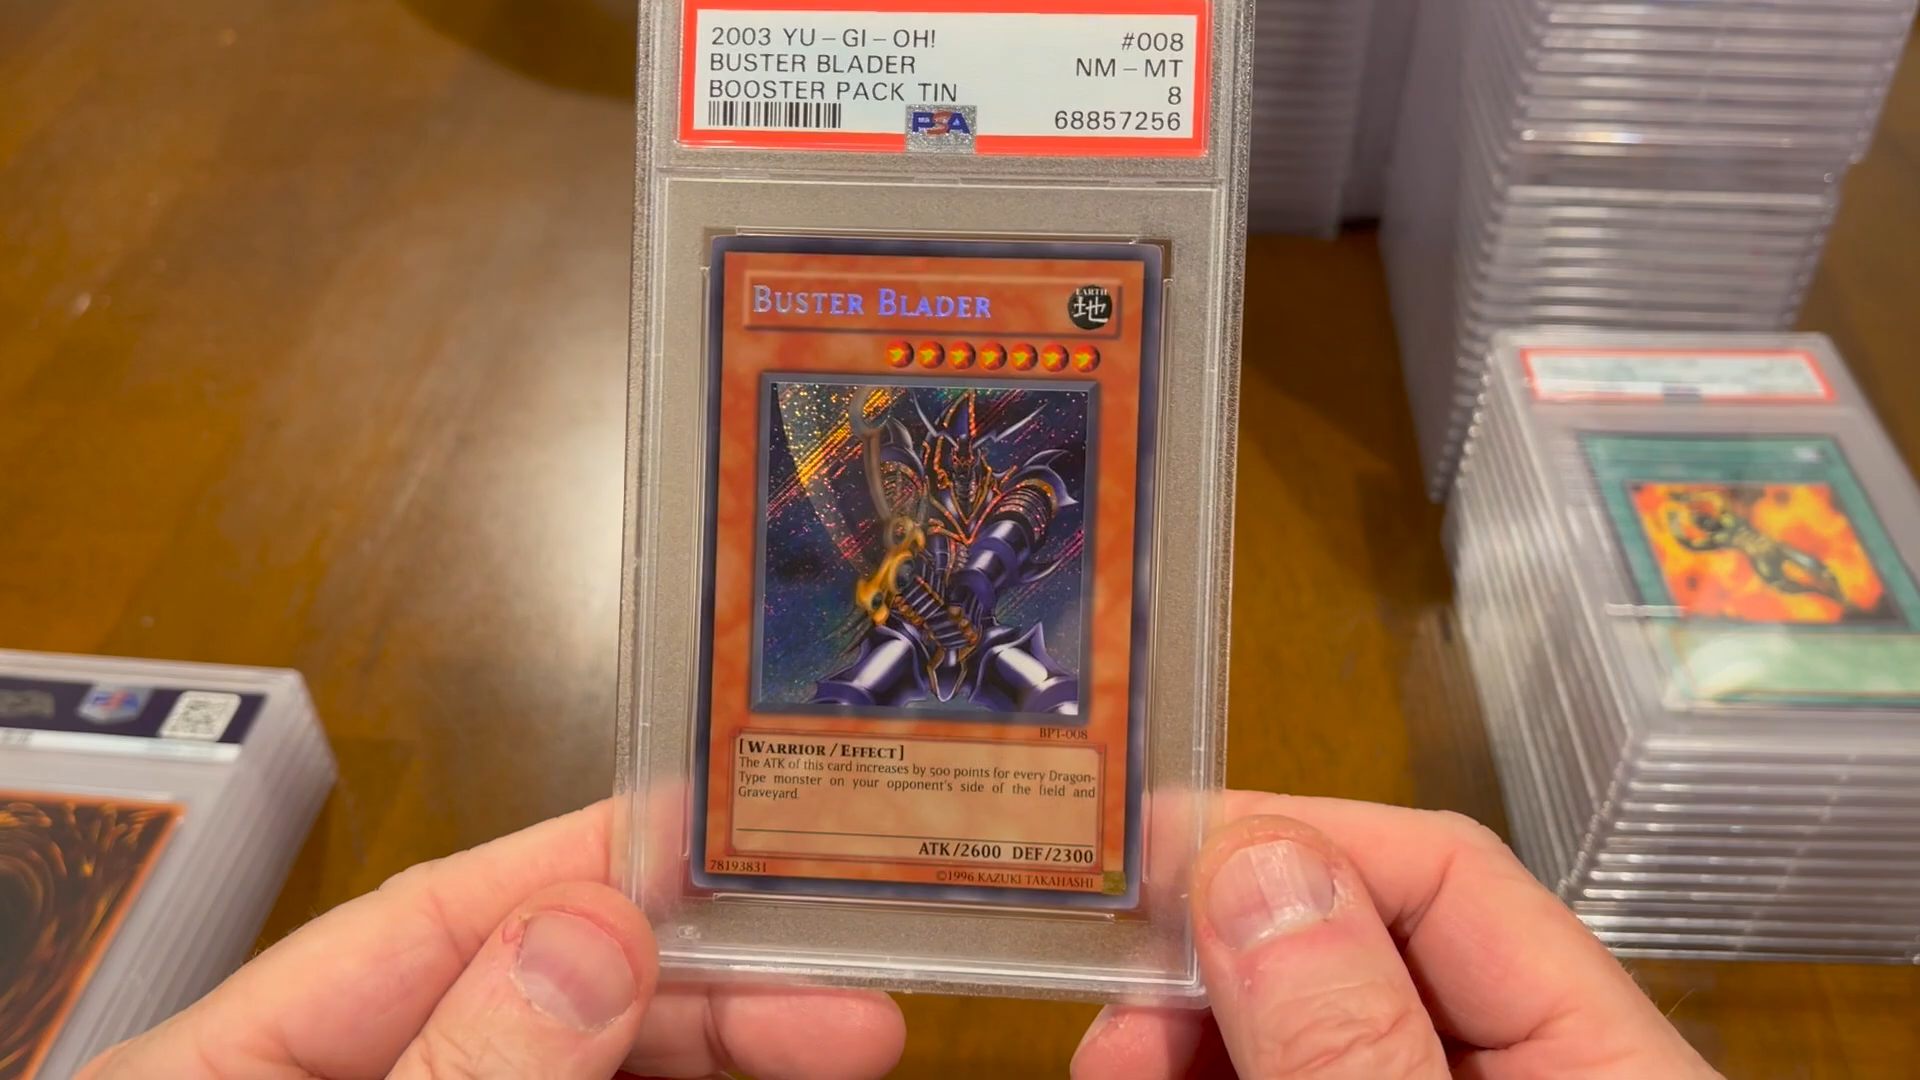 2003 YU-GI-OH! #008
BUSTER BLADER NM-MT
BOOSTER PACK TIN 8
PSA 68857256
BUSTER BLADER
EARTH
地
BPT-008
[WARRIOR/EFFECT]
The ATK of this card increases by 500 points for every Dragon-
Type monster on your opponent's side of the field and
Graveyard.
ATK/2600 DEF/2300
78193831 ©1996 KAZUKI TAKAHASHI
PSA